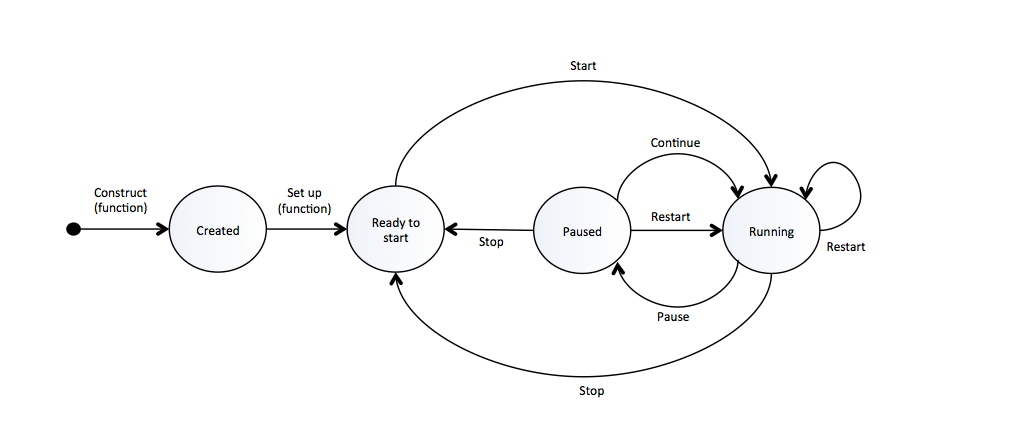 Start
Continue
Construct
(function)
Set up
(function)
Created
Ready to
start
Stop
Paused
Restart
Running
Restart
Pause
Stop